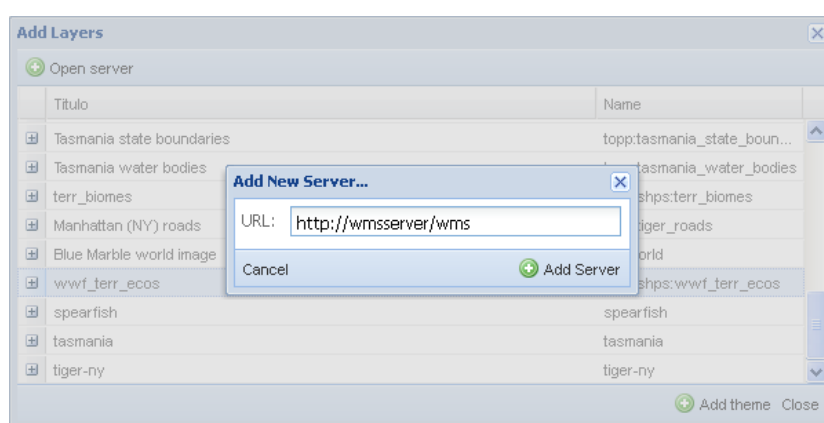 Add Layers
Open server
Titulo Name
Tasmania state boundaries topp:tasmania_state_boun...
Tasmania water bodies tasmania_water_bodies
terr_biomes shps:terr_biomes
Manhattan (NY) roads tiger_roads
Blue Marble world image orld
wwf_terr_ecos shps:wwf_terr_ecos
spearfish spearfish
tasmania tasmania
tiger-ny tiger-ny
Add theme Close
Add New Server...
URL: http://wmsserver/wms
Cancel Add Server